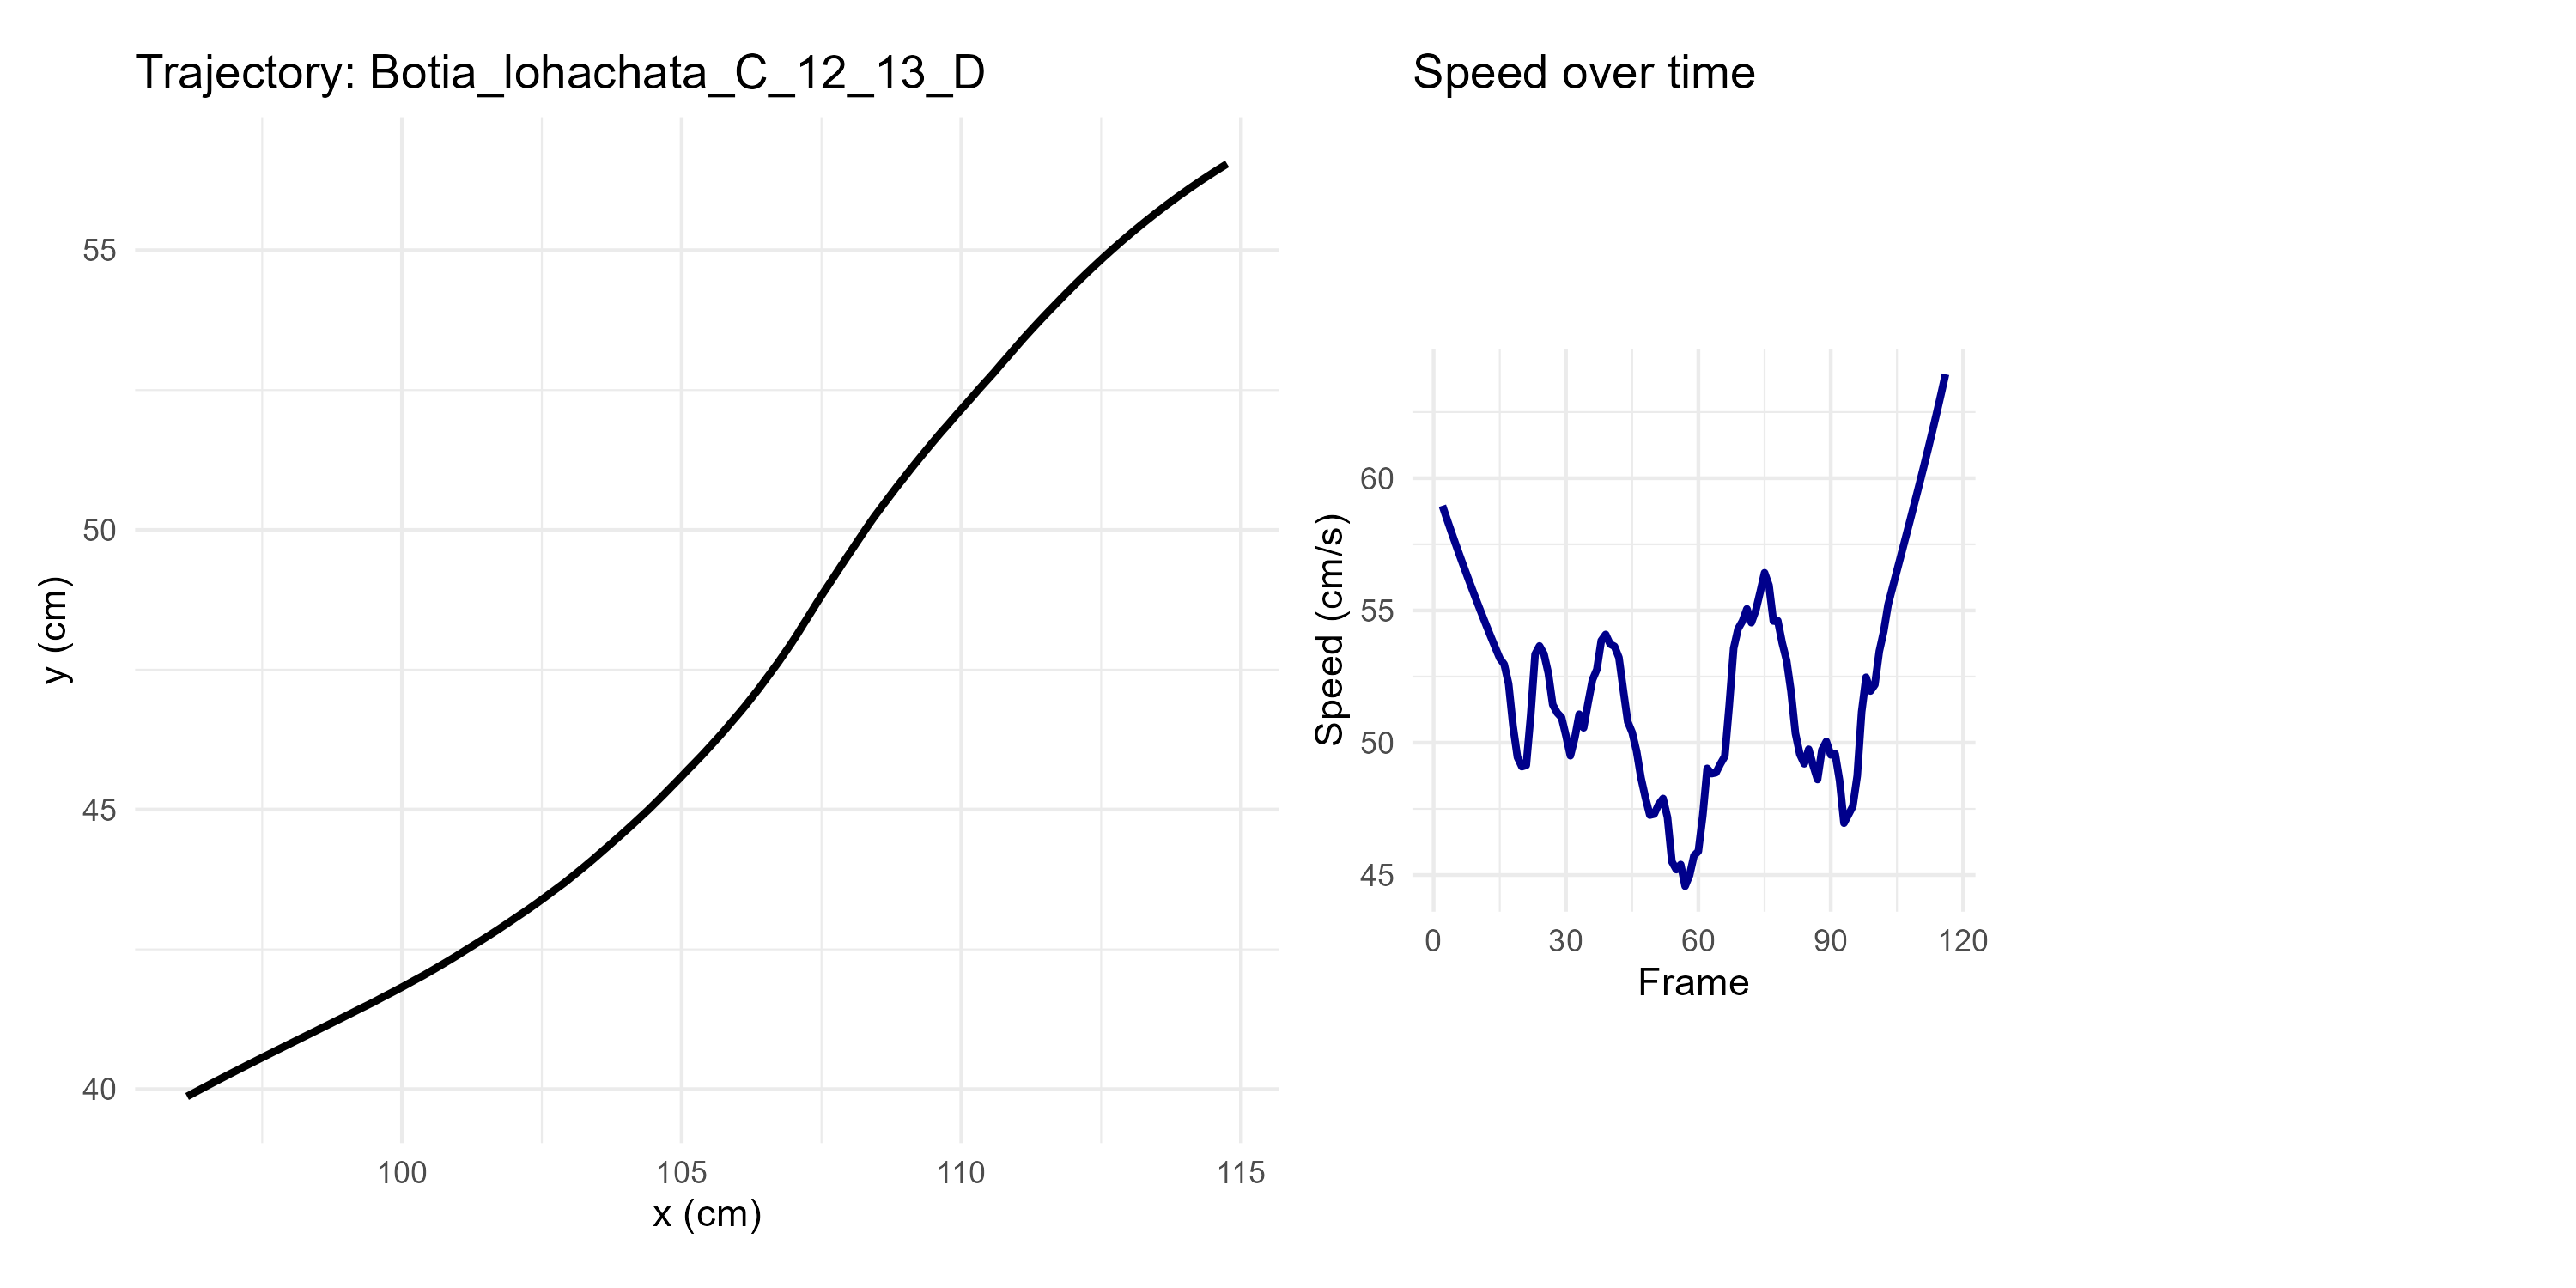 Trajectory: Botia_lohachata_C_12_13_D
55
50
45
40
y (cm)
100 105 110 115
x (cm)
Speed over time
60
55
50
45
Speed (cm/s)
0 30 60 90 120
Frame